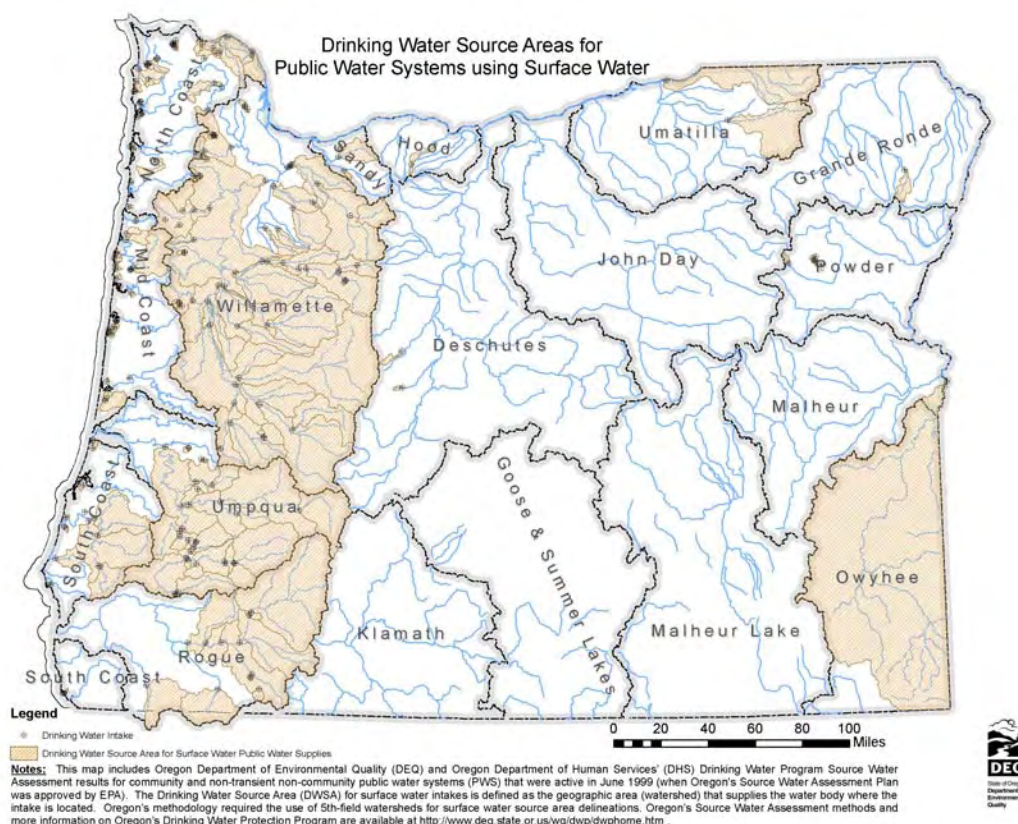 Drinking Water Source Areas for
Public Water Systems using Surface Water
North Coast
Sandy
Hood
Umatilla
Grande Ronde
Mid Coast
Willamette
John Day
Powder
Deschutes
Malheur
South Coast
Umpqua
Goose & Summer Lakes
Owyhee
Klamath
Malheur Lake
Rogue
South Coast
0 20 40 60 80 100
Miles
Legend
Drinking Water Intake
Drinking Water Source Area for Surface Water Public Water Supplies
Notes: This map includes Oregon Department of Environmental Quality (DEQ) and Oregon Department of Human Services' (DHS) Drinking Water Program Source Water
Assessment results for community and non-transient non-community public water systems (PWS) that were active in June 1999 (when Oregon's Source Water Assessment Plan
was approved by EPA). The Drinking Water Source Area (DWSA) for surface water intakes is defined as the geographic area (watershed) that supplies the water body where the
intake is located. Oregon's methodology required the use of 5th-field watersheds for surface water source area delineations. Oregon's Source Water Assessment methods and
more information on Oregon's Drinking Water Protection Program are available at http://www.deq.state.or.us/wq/dwp/dwphome.htm .
DEQ
State of Oregon
Department of
Environmental
Quality